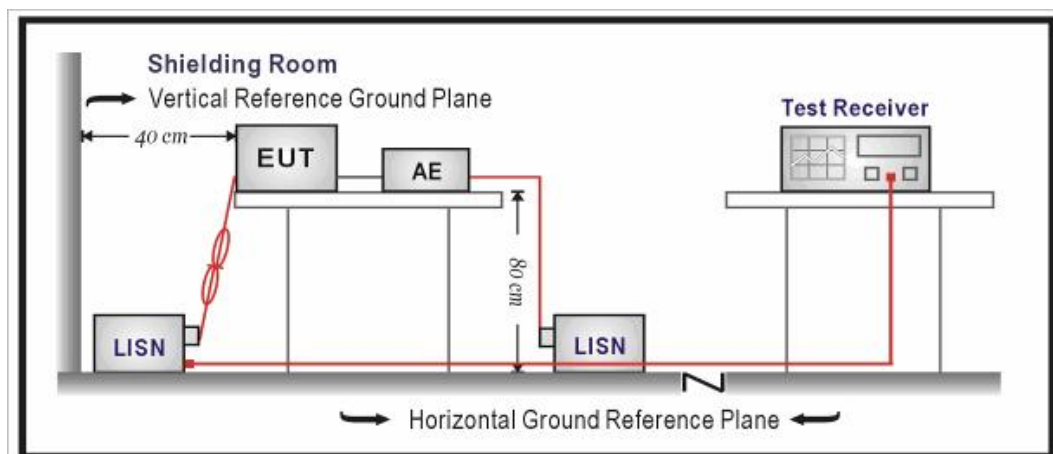 Shielding Room
Vertical Reference Ground Plane
40 cm
EUT
AE
Test Receiver
80 cm
LISN
LISN
Horizontal Ground Reference Plane